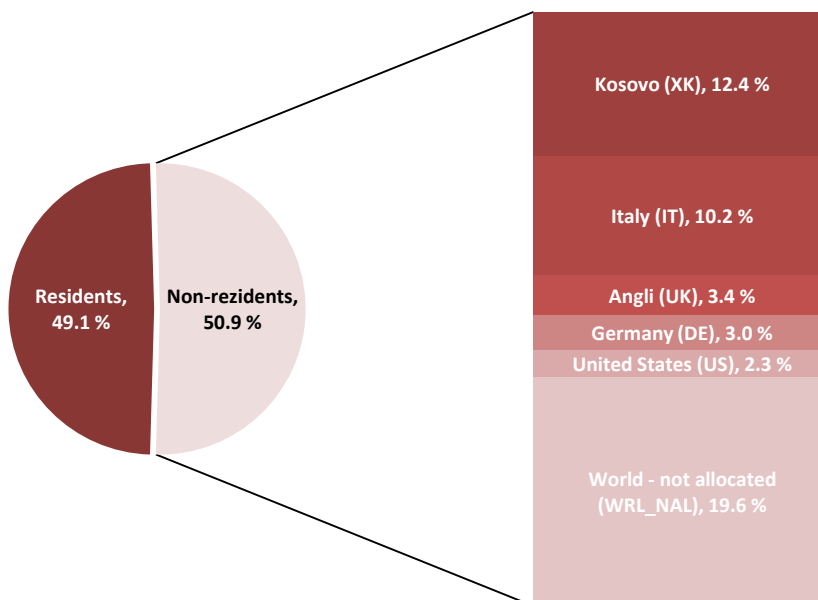 Residents,
49.1 %
Non-rezidents,
50.9 %
Kosovo (XK), 12.4 %
Italy (IT), 10.2 %
Angli (UK), 3.4 %
Germany (DE), 3.0 %
United States (US), 2.3 %
World - not allocated
(WRL_NAL), 19.6 %